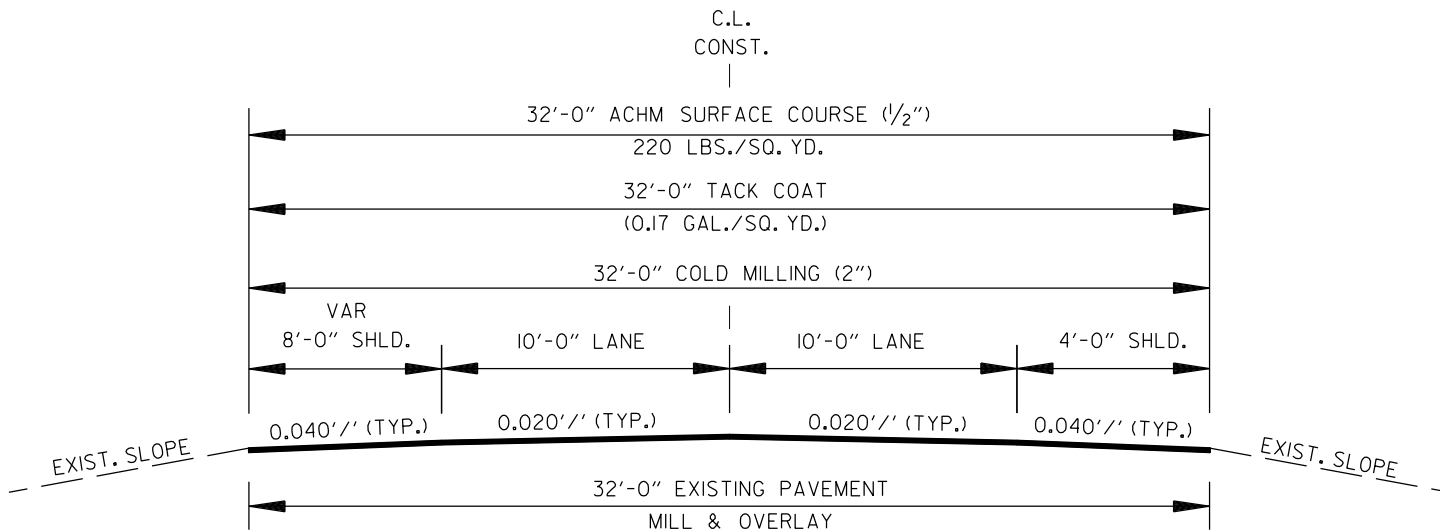 C.L.
CONST.
32'-0" ACHM SURFACE COURSE (1/2")
220 LBS./SQ. YD.
32'-0" TACK COAT
(0.17 GAL./SQ. YD.)
32'-0" COLD MILLING (2")
VAR
8'-0" SHLD.
10'-0" LANE
10'-0" LANE
4'-0" SHLD.
0.040'/' (TYP.)
0.020'/' (TYP.)
0.020'/' (TYP.)
0.040'/' (TYP.)
EXIST. SLOPE
EXIST. SLOPE
32'-0" EXISTING PAVEMENT
MILL & OVERLAY